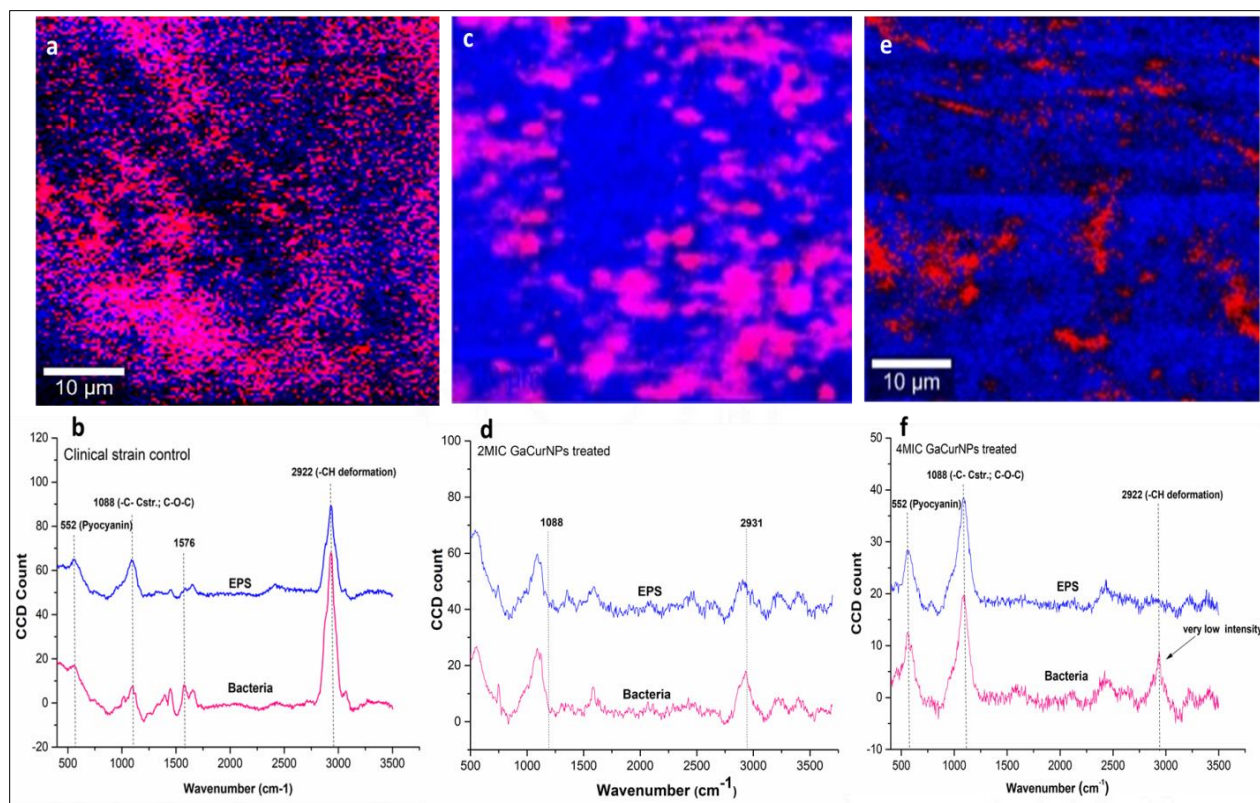 a
c
e
10 μm
10 μm
b
Clinical strain control
2922 (-CH deformation)
1088 (-C- Cstr.; C-O-C)
552 (Pyocyanin)
1576
EPS
Bacteria
CCD Count
120
100
80
60
40
20
0
-20
500 1000 1500 2000 2500 3000 3500
Wavenumber (cm-1)
d
2MIC GaCurNPs treated
1088
2931
EPS
Bacteria
CCD count
100
80
60
40
20
0
500 1000 1500 2000 2500 3000 3500
Wavenumber (cm⁻¹)
f
4MIC GaCurNPs treated
1088 (-C- Cstr.; C-O-C)
552 (Pyocyanin)
2922 (-CH deformation)
EPS
very low intensity
Bacteria
CCD Count
50
40
30
20
10
0
-10
500 1000 1500 2000 2500 3000 3500
Wavenumber (cm⁻¹)